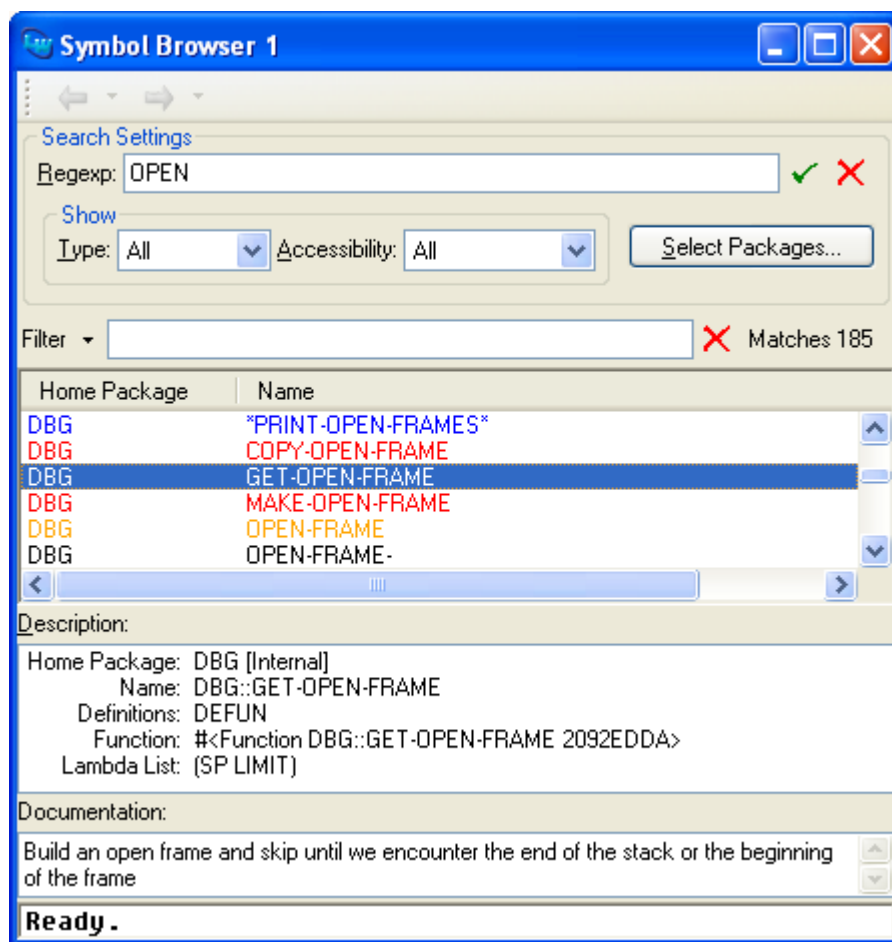 Symbol Browser 1
Search Settings
Regexp: OPEN
Show
Type: All Accessibility: All Select Packages...
Filter Matches 185
Home Package Name
DBG *PRINT-OPEN-FRAMES*
DBG COPY-OPEN-FRAME
DBG GET-OPEN-FRAME
DBG MAKE-OPEN-FRAME
DBG OPEN-FRAME
DBG OPEN-FRAME-
Description:
Home Package: DBG [Internal]
Name: DBG::GET-OPEN-FRAME
Definitions: DEFUN
Function: #<Function DBG::GET-OPEN-FRAME 2092EDDA>
Lambda List: (SP LIMIT)
Documentation:
Build an open frame and skip until we encounter the end of the stack or the beginning
of the frame
Ready.